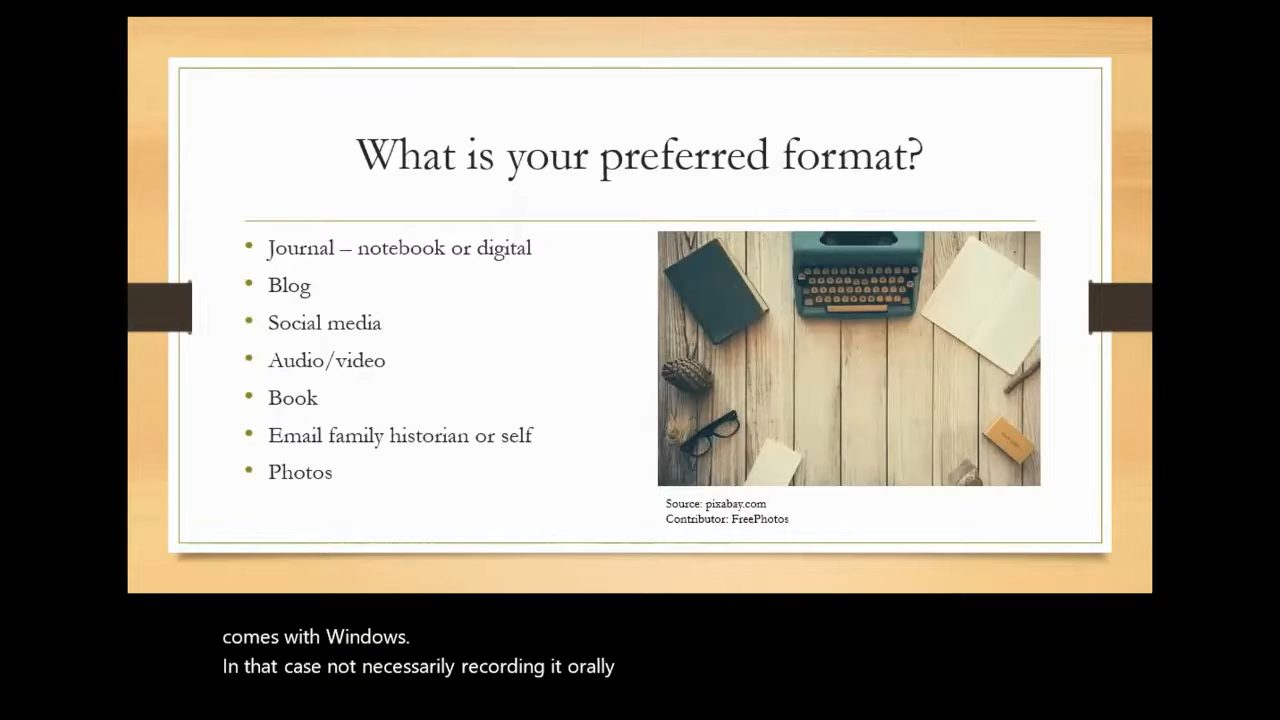 What is your preferred format?
• Journal – notebook or digital
• Blog
• Social media
• Audio/video
• Book
• Email family historian or self
• Photos
Source: pixabay.com
Contributor: FreePhotos
comes with Windows.
In that case not necessarily recording it orally